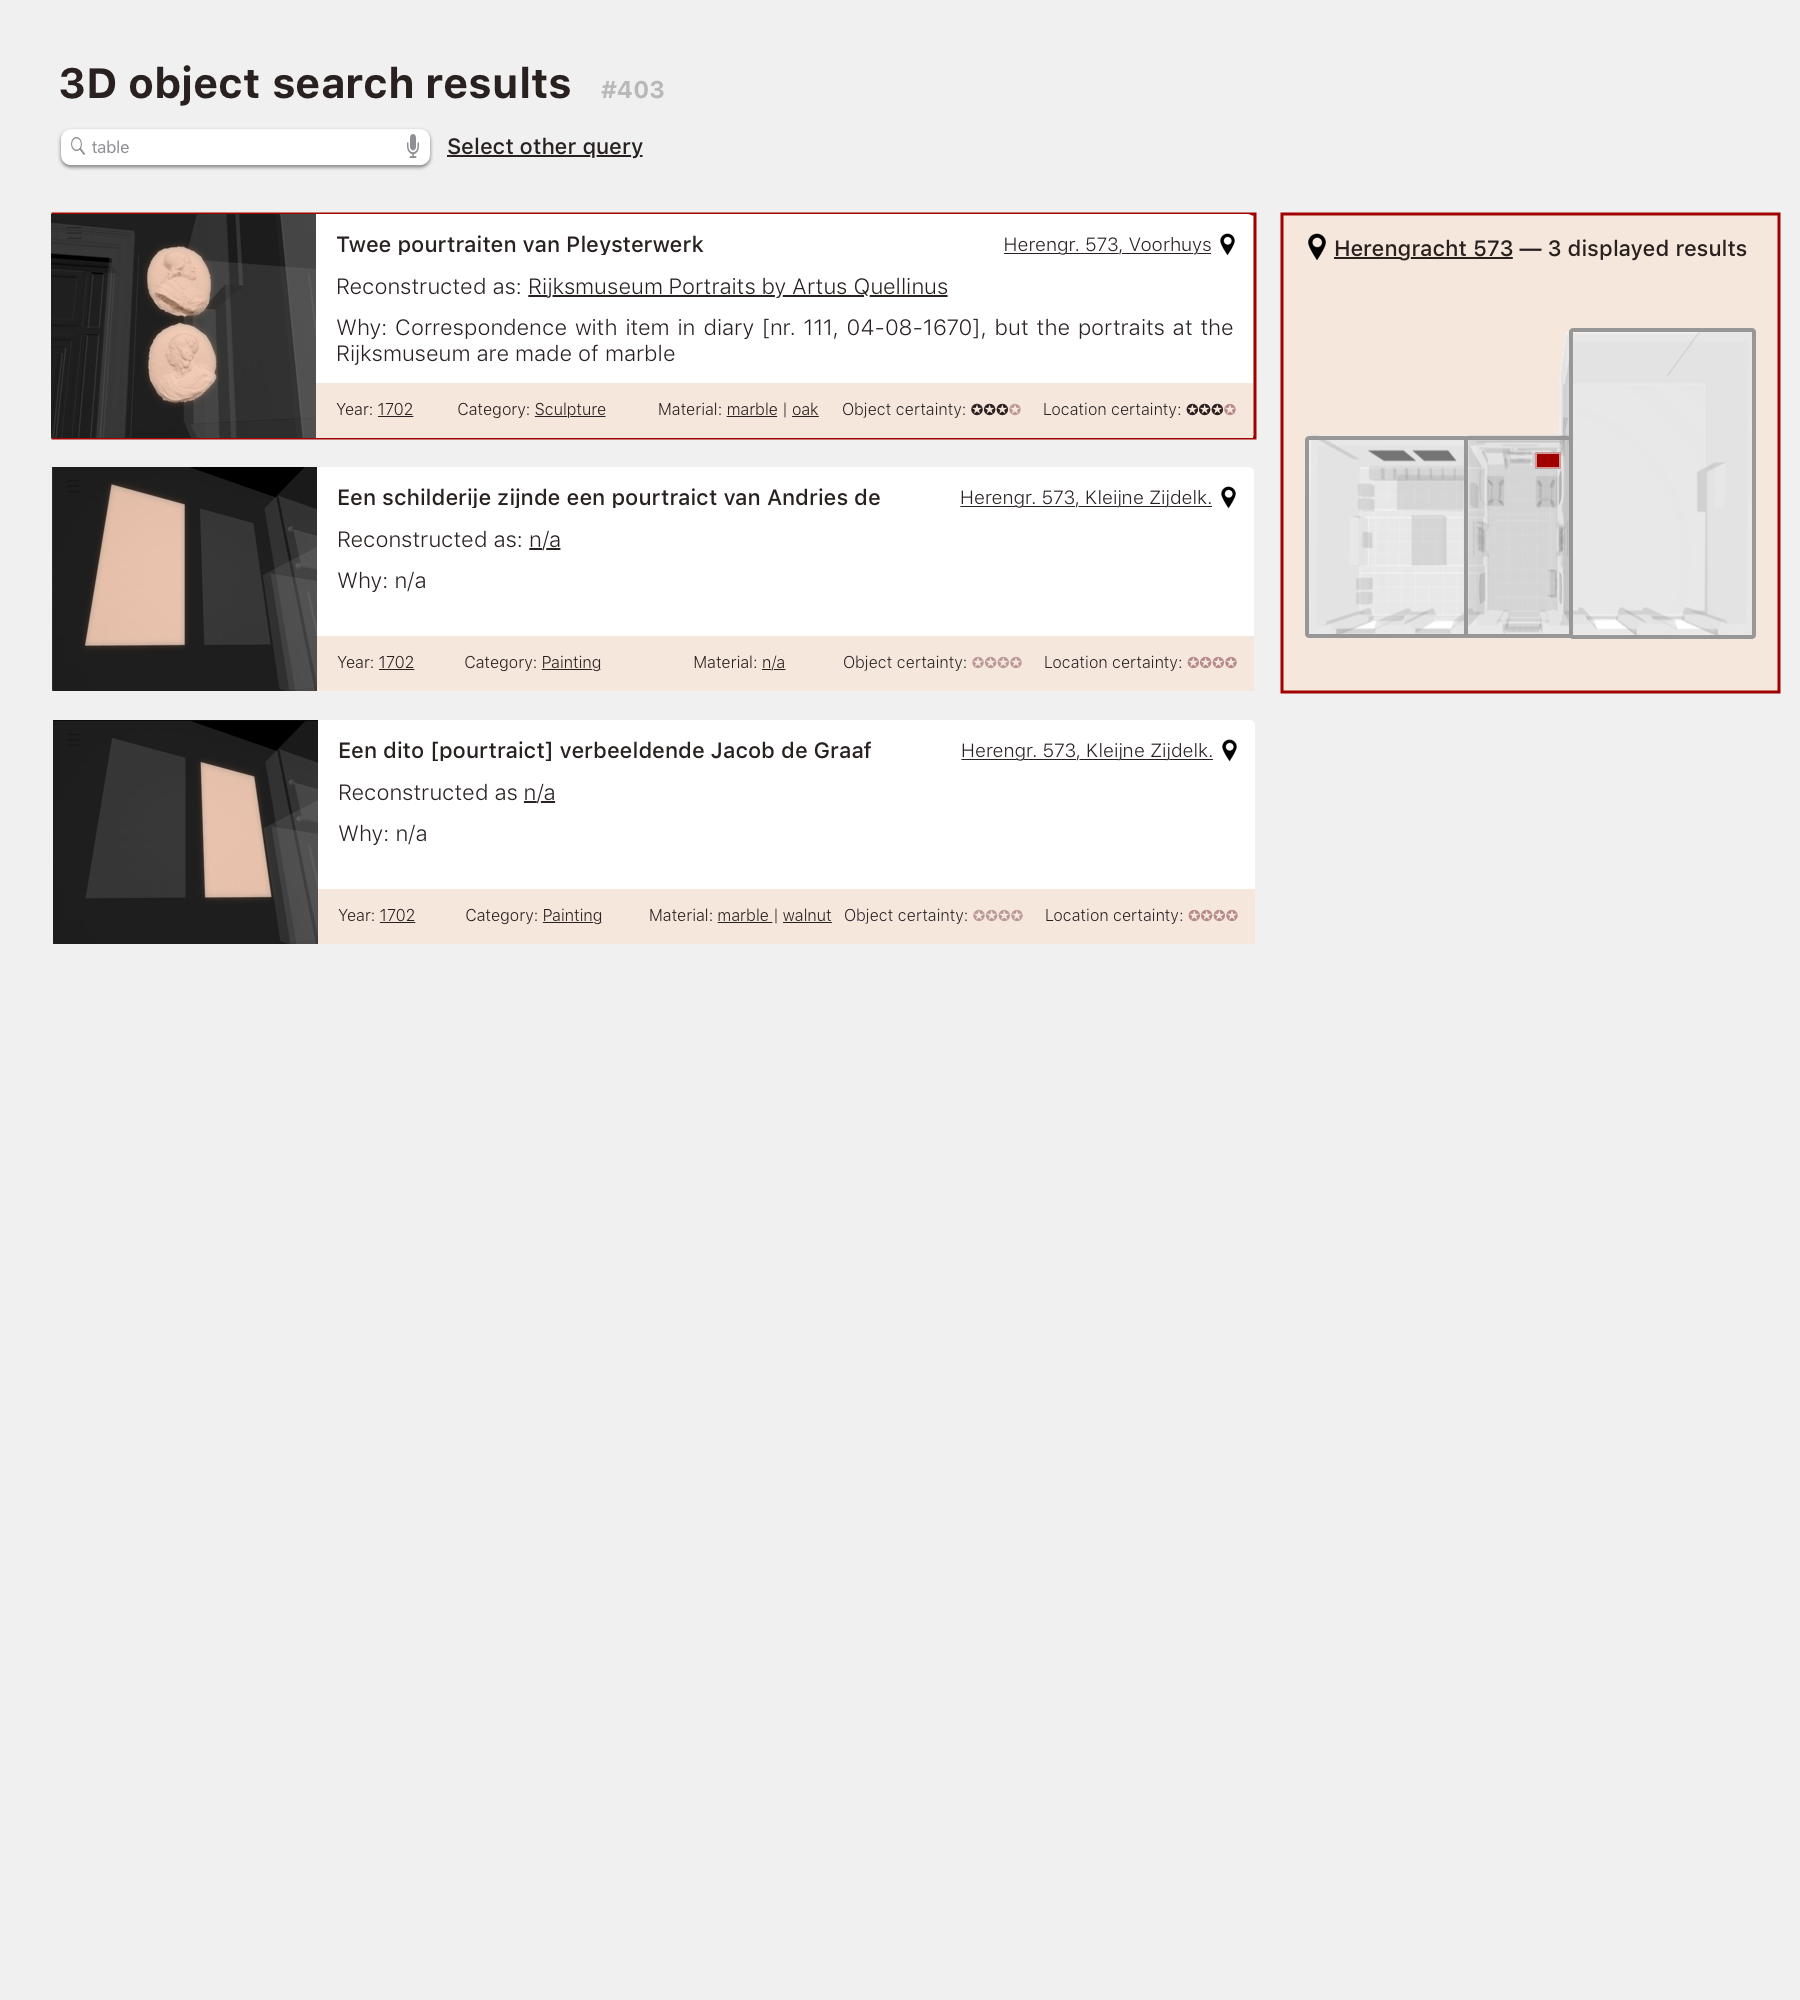 3D object search results #403
table
Select other query
Twee pourtraiten van Pleysterwerk
Herengr. 573, Voorhuys
Reconstructed as: Rijksmuseum Portraits by Artus Quellinus
Why: Correspondence with item in diary [nr. 111, 04-08-1670], but the portraits at the
Rijksmuseum are made of marble
Year: 1702 Category: Sculpture Material: marble | oak Object certainty: ✪✪✪✪ Location certainty: ✪✪✪✪
Een schilderije zijnde een pourtraict van Andries de
Herengr. 573, Kleijne Zijdelk.
Reconstructed as: n/a
Why: n/a
Year: 1702 Category: Painting Material: n/a Object certainty: ✪✪✪✪ Location certainty: ✪✪✪✪
Een dito [pourtraict] verbeeldende Jacob de Graaf
Herengr. 573, Kleijne Zijdelk.
Reconstructed as n/a
Why: n/a
Year: 1702 Category: Painting Material: marble | walnut Object certainty: ✪✪✪✪ Location certainty: ✪✪✪✪
Herengracht 573 — 3 displayed results